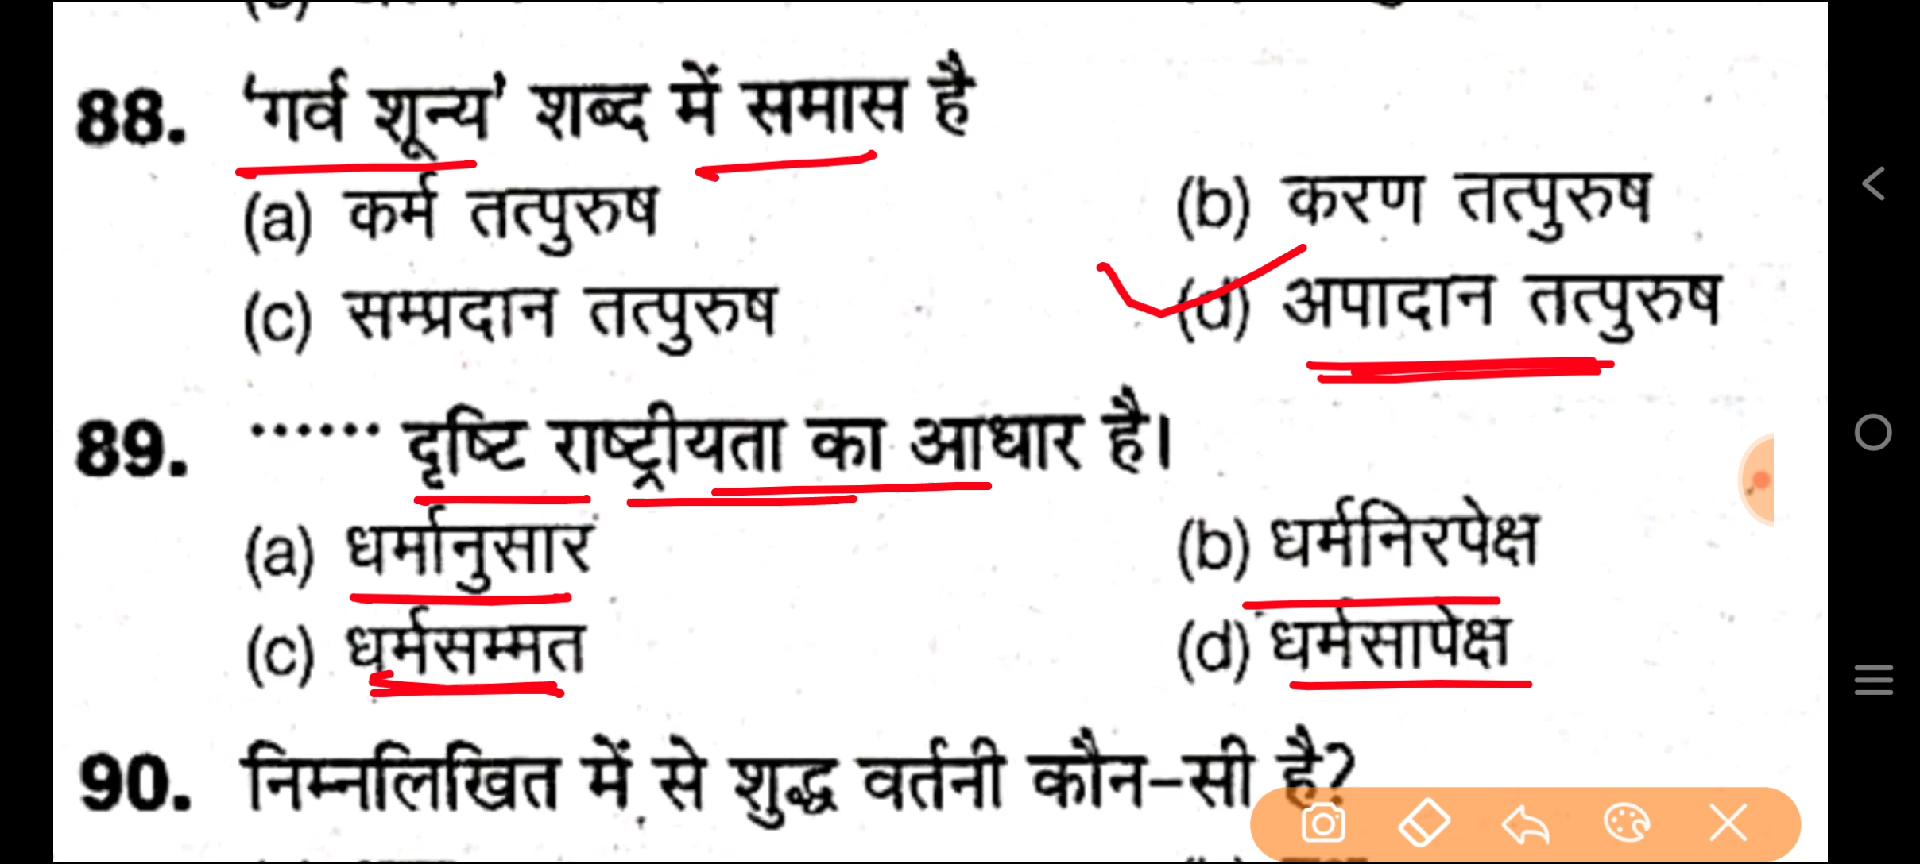 88. 'गर्व शून्य' शब्द में समास है
(a) कर्म तत्पुरुष (b) करण तत्पुरुष
(c) सम्प्रदान तत्पुरुष (d) अपादान तत्पुरुष
89. ...... दृष्टि राष्ट्रीयता का आधार है।
(a) धर्मानुसार (b) धर्मनिरपेक्ष
(c) धर्मसम्मत (d) धर्मसापेक्ष
90. निम्नलिखित में से शुद्ध वर्तनी कौन-सी है?